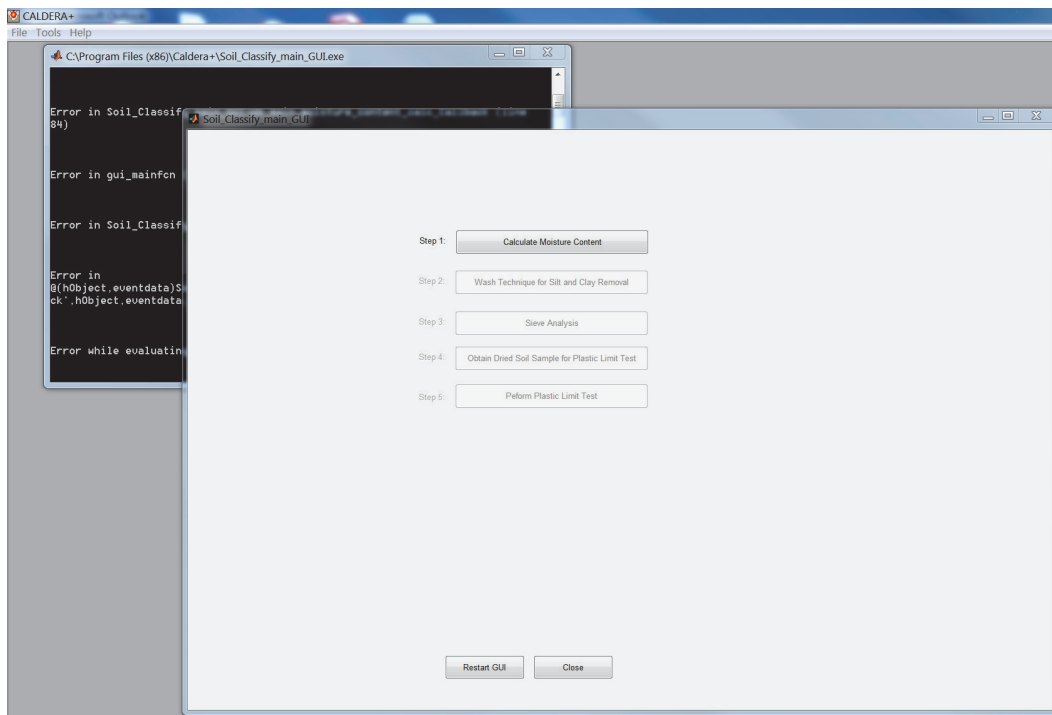 CALDERA+
File Tools Help
C:\Program Files (x86)\Caldera+\Soil_Classify_main_GUI.exe
Error in Soil_Classif
84)
Error in gui_mainfcn
Error in Soil_Classif
Error in
@(hObject,eventdata)S
ck',hObject,eventdata
Error while evaluatin
Soil_Classify_main_GUI
Step 1: Calculate Moisture Content
Step 2: Wash Technique for Silt and Clay Removal
Step 3: Sieve Analysis
Step 4: Obtain Dried Soil Sample for Plastic Limit Test
Step 5: Peform Plastic Limit Test
Restart GUI Close